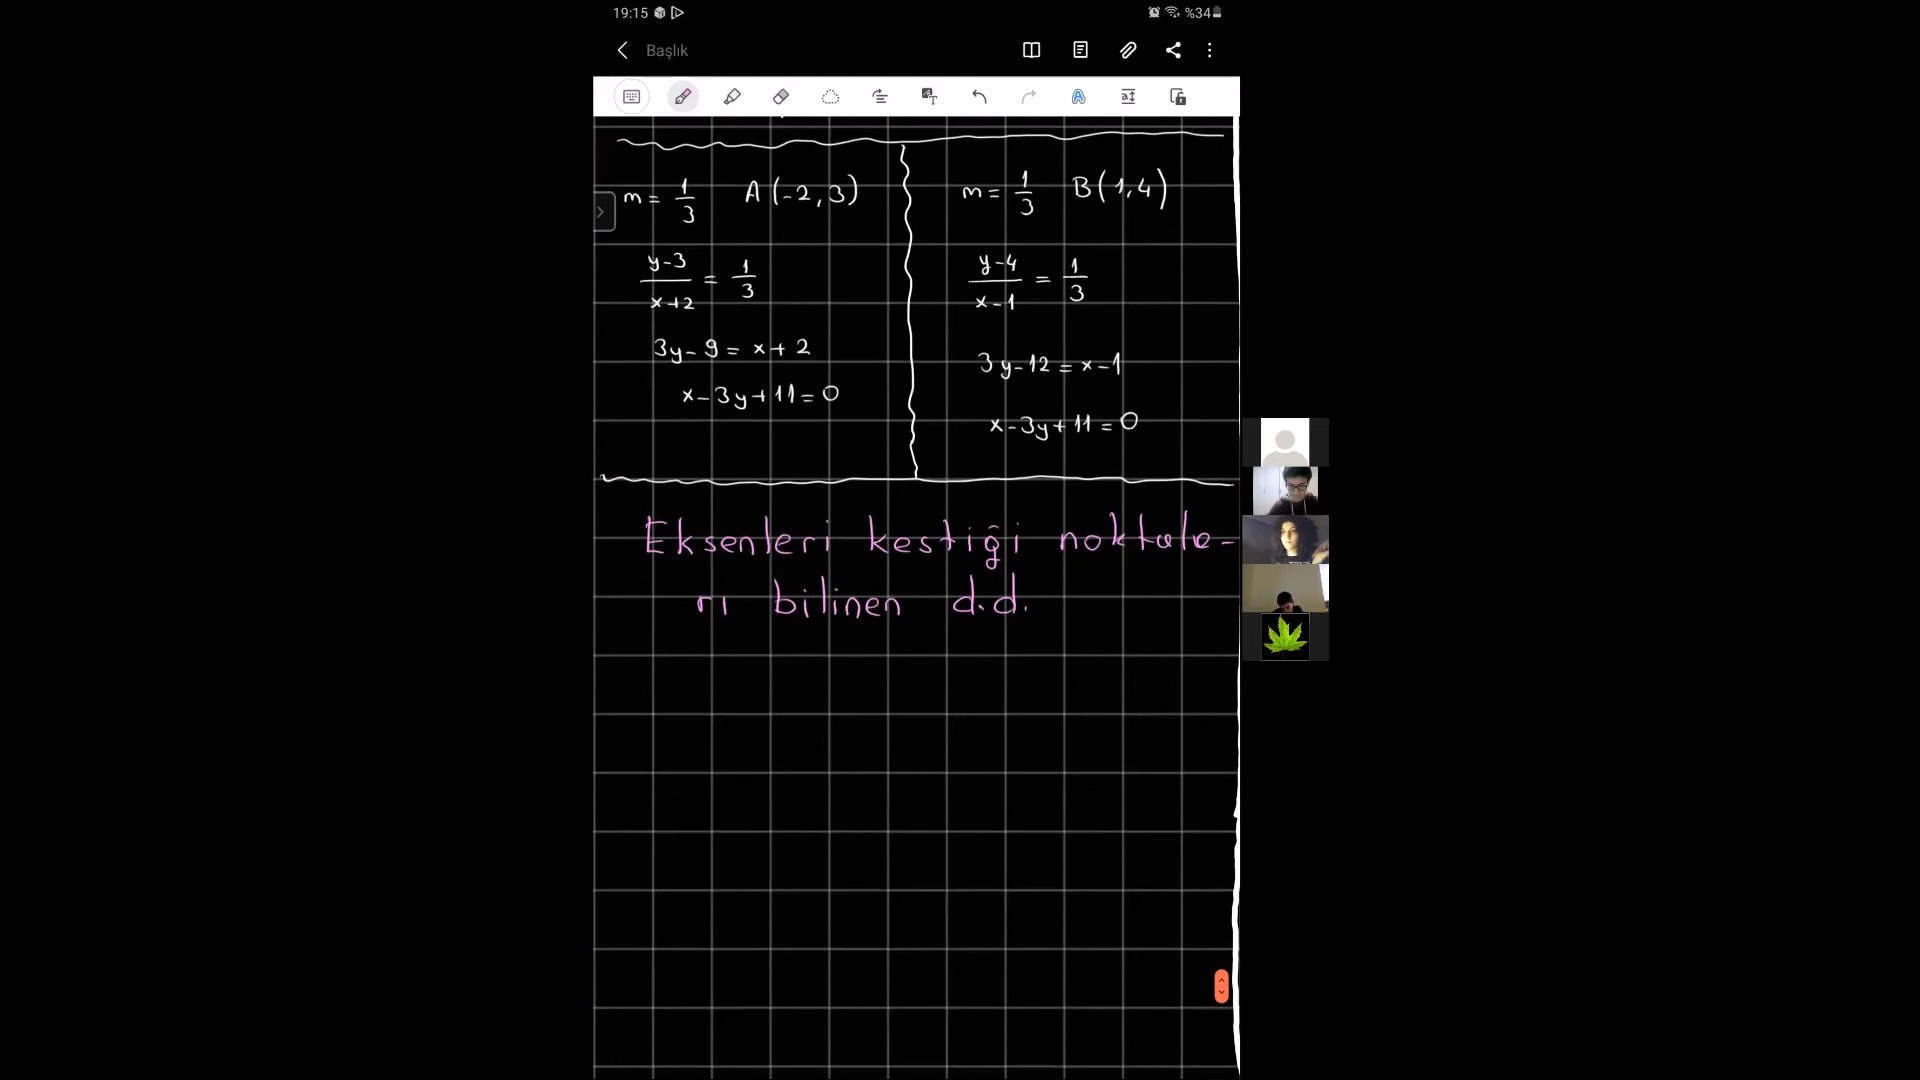 19:15 %34
Başlık
m = 1/3 A(-2,3)
y-3/x+2 = 1/3
3y-9 = x+2
x-3y+11=0
m = 1/3 B(1,4)
y-4/x-1 = 1/3
3y-12 = x-1
x-3y+11=0
Eksenleri kestiği noktala-
rı bilinen d.d.